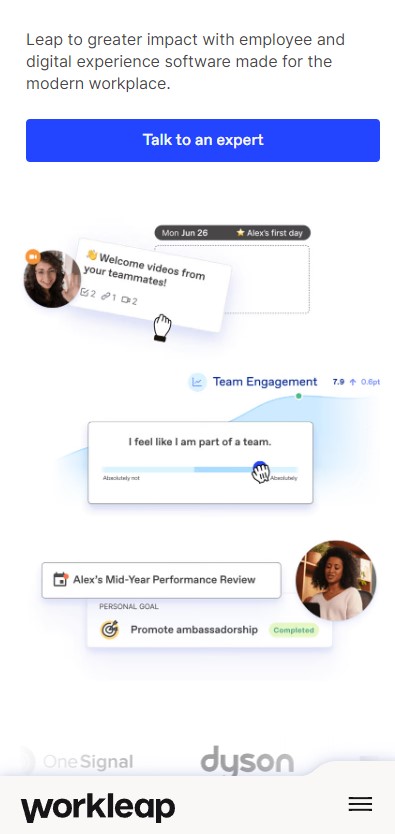 Leap to greater impact with employee and
digital experience software made for the
modern workplace.
Talk to an expert
Mon Jun 26 ⭐ Alex's first day
👋 Welcome videos from
your teammates!
2 1 2
Team Engagement 7.9 ↑ 0.6pt
I feel like I am part of a team.
Absolutely not Absolutely
Alex's Mid-Year Performance Review
PERSONAL GOAL
Promote ambassadorship Completed
OneSignal dyson
workleap